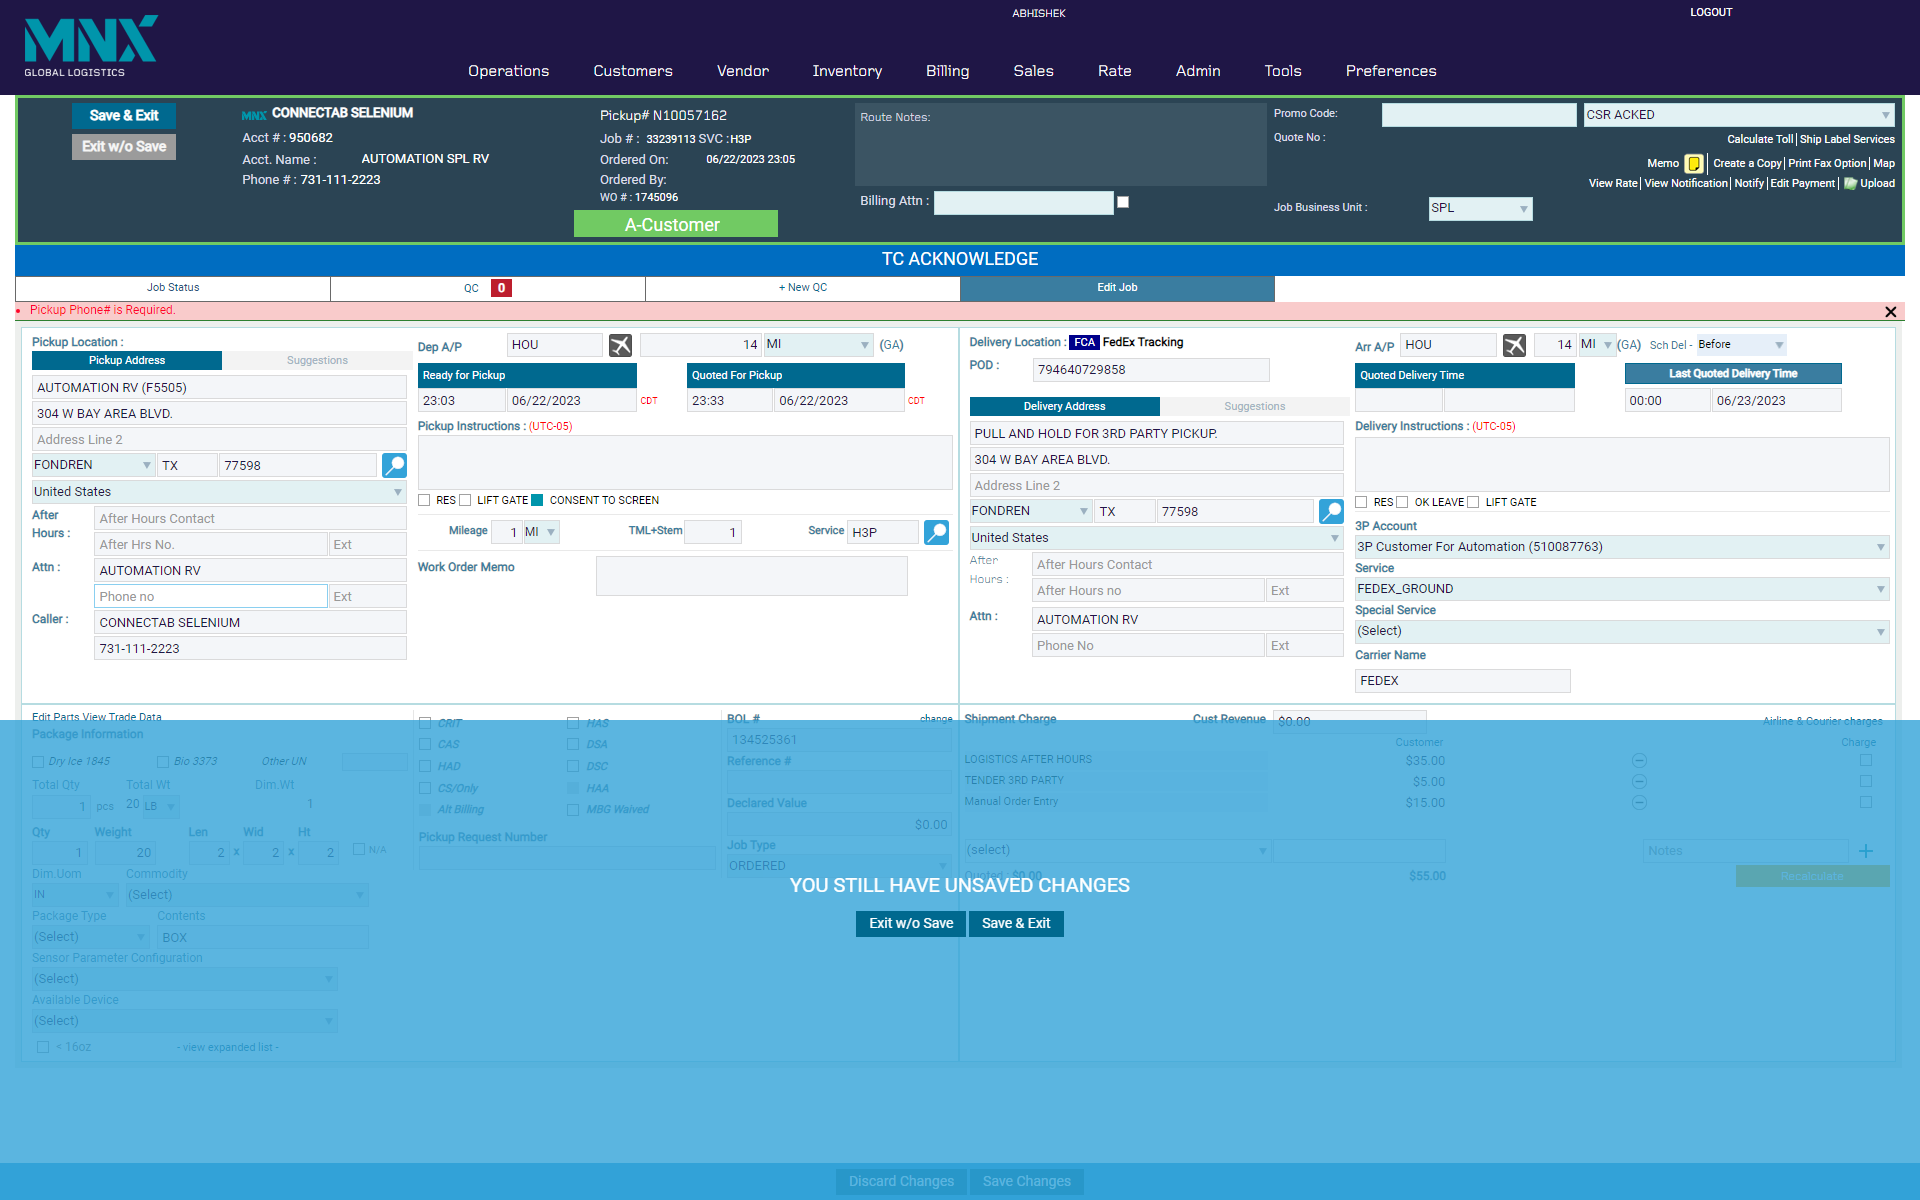 ABHISHEK
LOGOUT
MNX
GLOBAL LOGISTICS
Operations Customers Vendor Inventory Billing Sales Rate Admin Tools Preferences
Save & Exit
Exit w/o Save
MNX CONNECTAB SELENIUM
Acct # : 950682
Acct. Name : AUTOMATION SPL RV
Phone # : 731-111-2223
Pickup# N10057162
Job # : 33239113 SVC : H3P
Ordered On: 06/22/2023 23:05
Ordered By:
WO # : 1745096
A-Customer
Route Notes:
Billing Attn :
Promo Code:
CSR ACKED
Quote No :
Calculate Toll | Ship Label Services
Memo | Create a Copy | Print Fax Option | Map
View Rate | View Notification | Notify | Edit Payment | Upload
Job Business Unit : SPL
TC ACKNOWLEDGE
Job Status
QC 0
+ New QC
Edit Job
Pickup Phone# is Required.
Pickup Location :
Pickup Address Suggestions
AUTOMATION RV (F5505)
304 W BAY AREA BLVD.
Address Line 2
FONDREN TX 77598
United States
After Hours : After Hours Contact
After Hrs No. Ext
Attn : AUTOMATION RV
Phone no Ext
Caller : CONNECTAB SELENIUM
731-111-2223
Dep A/P HOU 14 MI (GA)
Ready for Pickup Quoted For Pickup
23:03 06/22/2023 CDT 23:33 06/22/2023 CDT
Pickup Instructions : (UTC-05)
RES LIFT GATE CONSENT TO SCREEN
Mileage 1 MI TML+Stem 1 Service H3P
Work Order Memo
Delivery Location : FCA FedEx Tracking
POD : 794640729858
Delivery Address Suggestions
PULL AND HOLD FOR 3RD PARTY PICKUP.
304 W BAY AREA BLVD.
Address Line 2
FONDREN TX 77598
United States
After Hours : After Hours Contact
After Hours no Ext
Attn : AUTOMATION RV
Phone No Ext
Arr A/P HOU 14 MI (GA) Sch Del - Before
Quoted Delivery Time Last Quoted Delivery Time
00:00 06/23/2023
Delivery Instructions : (UTC-05)
RES OK LEAVE LIFT GATE
3P Account
3P Customer For Automation (510087763)
Service
FEDEX_GROUND
Special Service
(Select)
Carrier Name
FEDEX
Edit Parts View Trade Data
Package Information
Dry Ice 1845 Bio 3373 Other UN
Total Qty Total Wt Dim.Wt
1 pcs 20 LB 1
Qty Weight Len Wid Ht
1 20 2 x 2 x 2 N/A
Dim.Uom Commodity
IN (Select)
Package Type Contents
(Select) BOX
Sensor Parameter Configuration
(Select)
Available Device
(Select)
< 16oz - view expanded list -
CRIT HAS
CAS DSA
HAD DSC
CS/Only HAA
Alt Billing MBG Waived
Pickup Request Number
BOL # change
134525361
Reference #
Declared Value
$0.00
Job Type
ORDERED
Shipment Charge Cust Revenue $0.00 Airline & Courier charges
Customer Charge
LOGISTICS AFTER HOURS $35.00
TENDER 3RD PARTY $5.00
Manual Order Entry $15.00
(select) Notes
Quoted : $0.00 $55.00 Recalculate
YOU STILL HAVE UNSAVED CHANGES
Exit w/o Save Save & Exit
Discard Changes Save Changes